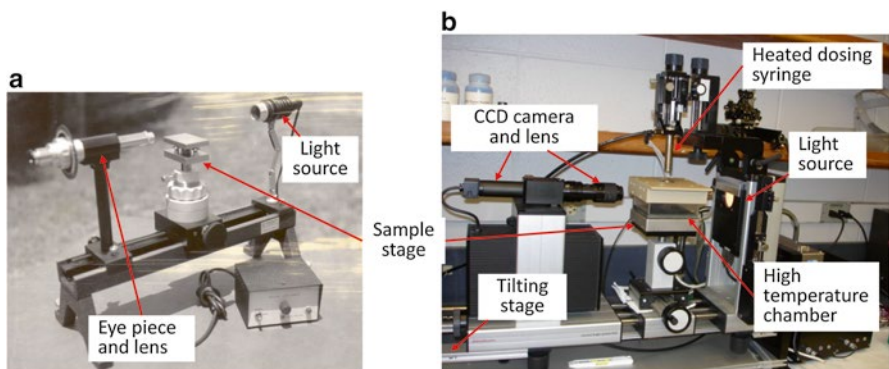 a
Light
source
Eye piece
and lens
Sample
stage
b
Heated dosing
syringe
CCD camera
and lens
Light
source
Tilting
stage
High
temperature
chamber